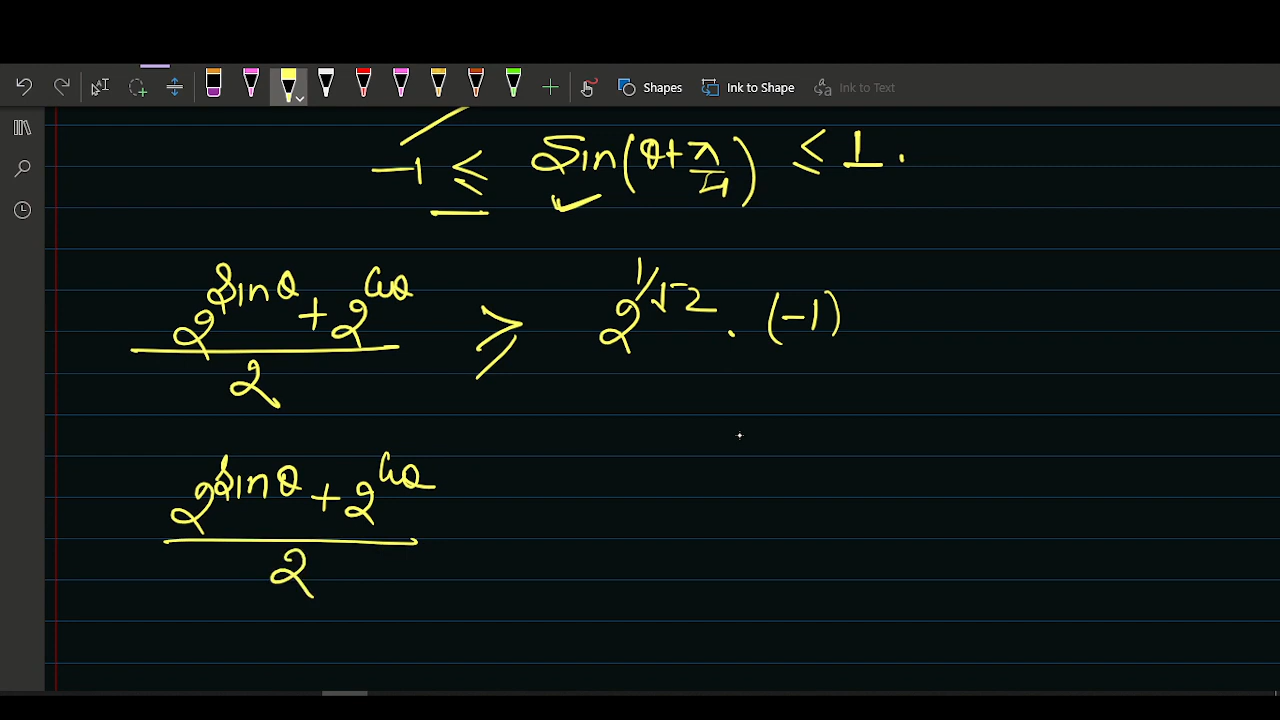 Shapes Ink to Shape Ink to Text
-1 ≤ Sin(θ+π/4) ≤ 1.
(2^Sinθ + 2^Cosθ)/2 ≥ 2^(1/√2) . (-1)
(2^Sinθ + 2^Cosθ)/2